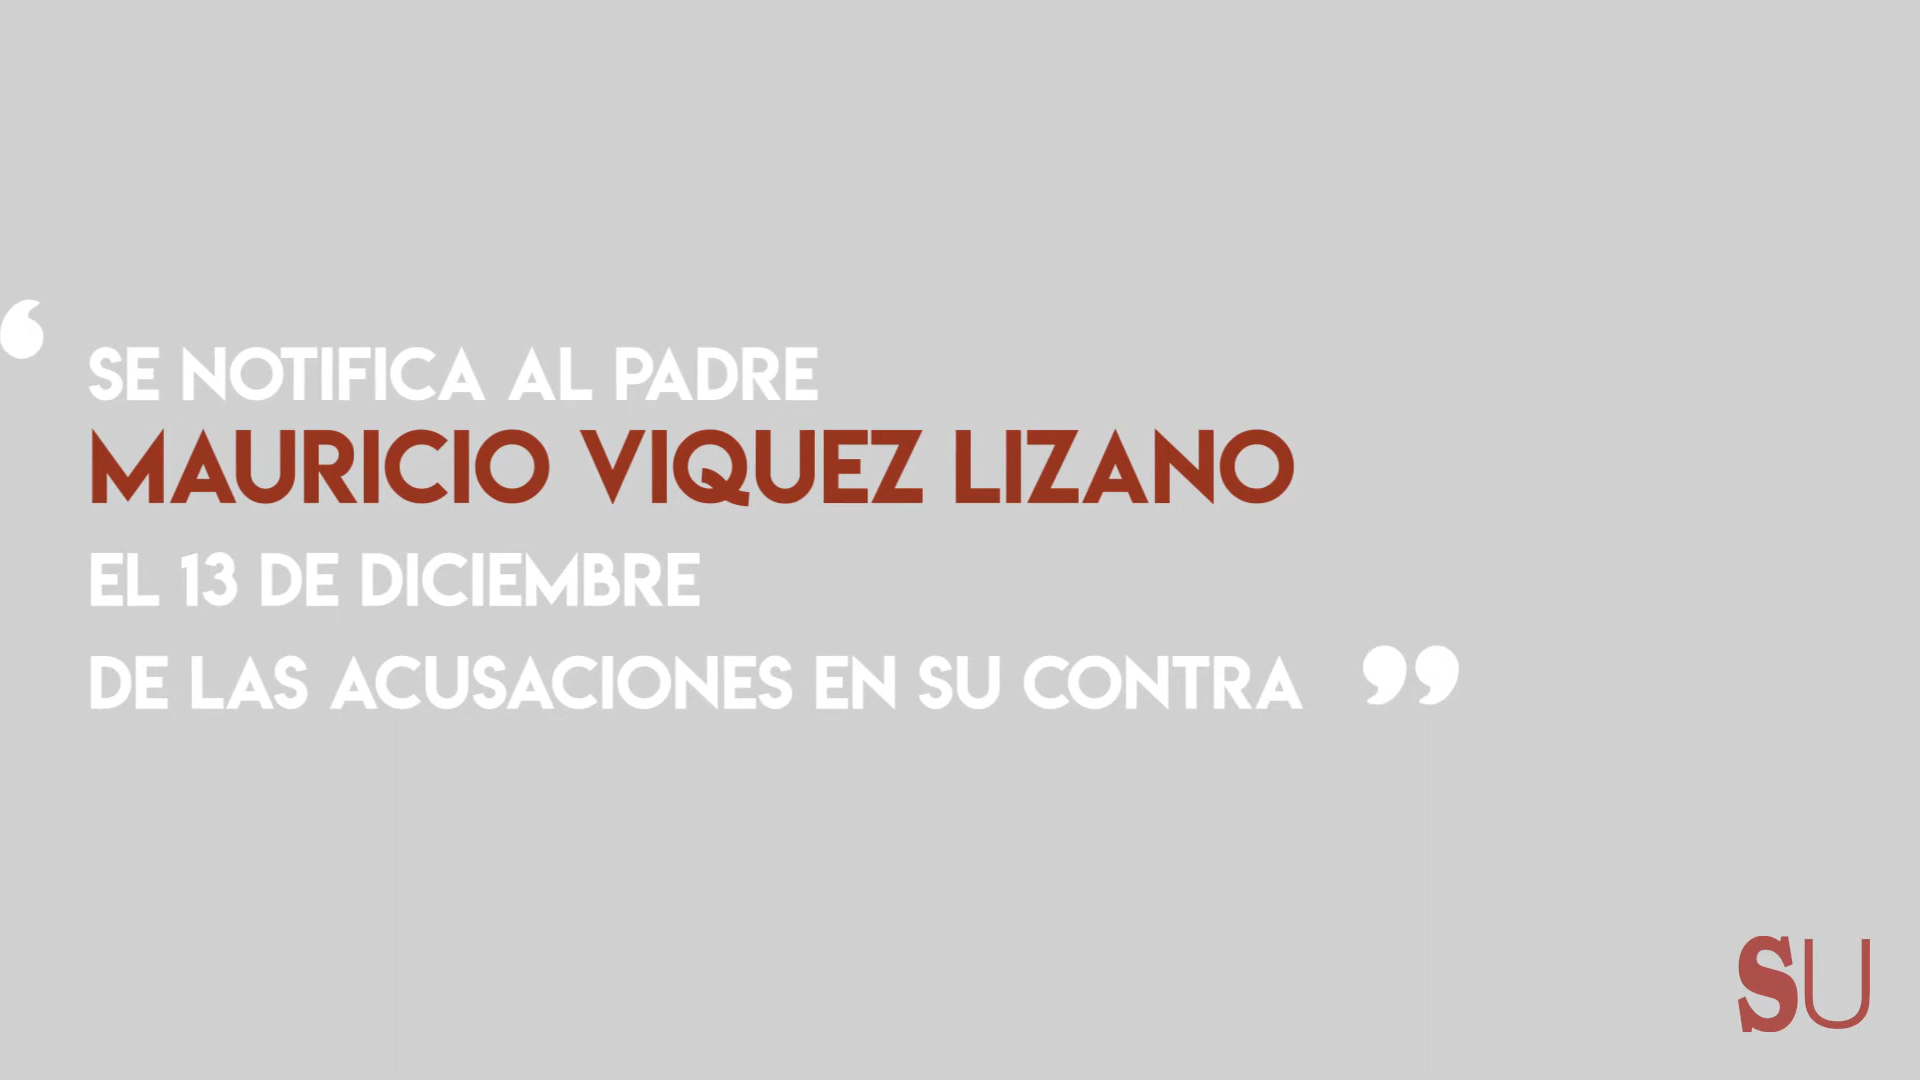 ‘ SE NOTIFICA AL PADRE
MAURICIO VIQUEZ LIZANO
EL 13 DE DICIEMBRE
DE LAS ACUSACIONES EN SU CONTRA ”
SU